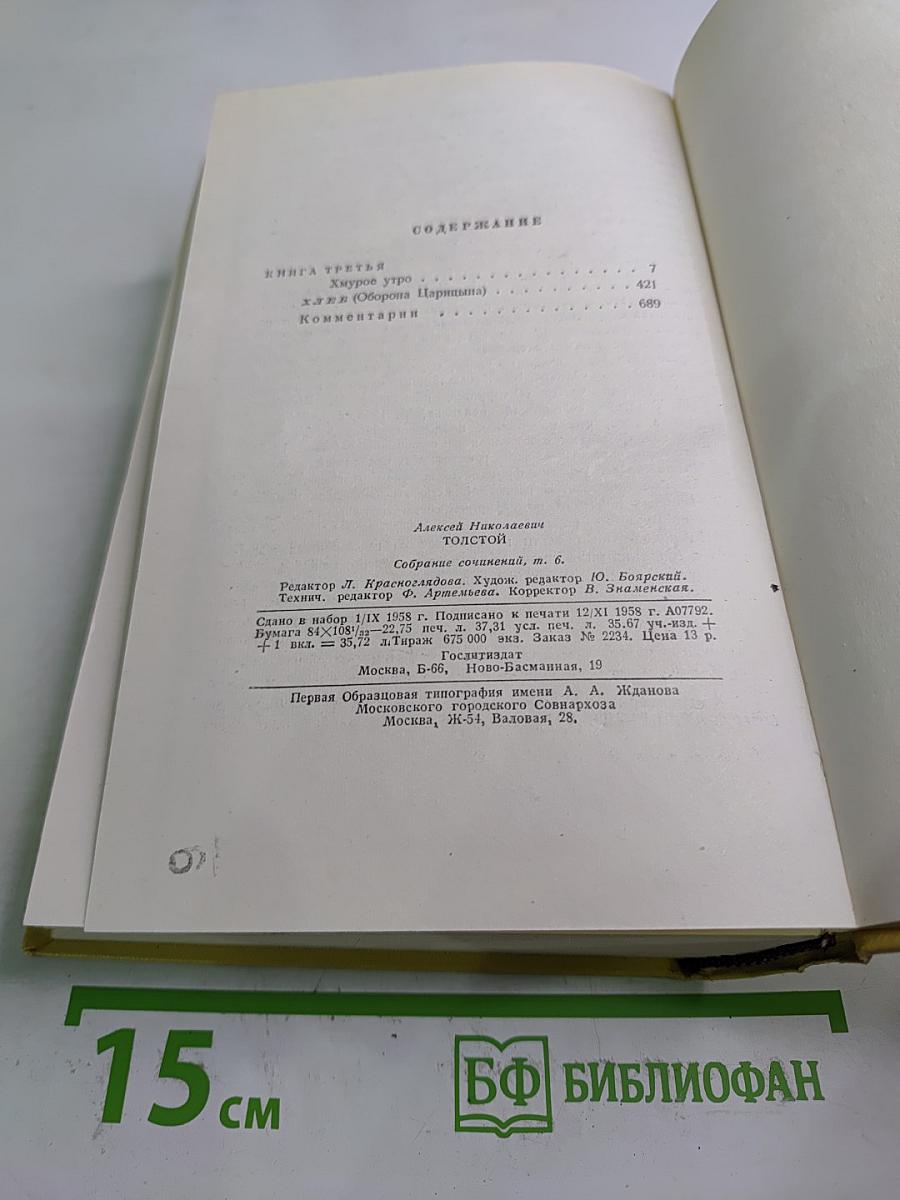 СОДЕРЖАНИЕ
КНИГА ТРЕТЬЯ
Хмурое утро . . . . . . . . . . . . . . . . 7
ХЛЕБ (Оборона Царицына) . . . . . . . . . . 421
Комментарии . . . . . . . . . . . . . . 689
Алексей Николаевич
ТОЛСТОЙ
Собрание сочинений, т. 6.
Редактор Л. Красноглядова. Худож. редактор Ю. Боярский.
Технич. редактор Ф. Артемьева. Корректор В. Знаменская.
Сдано в набор 1/IX 1958 г. Подписано к печати 12/XI 1958 г. А07792.
Бумага 84×108¹/₃₂—22,75 печ. л. 37,31 усл. печ. л. 35.67 уч.-изд. +
+1 вкл. = 35,72 л. Тираж 675 000 экз. Заказ № 2234. Цена 13 р.
Гослитиздат
Москва, Б-66, Ново-Басманная, 19
Первая Образцовая типография имени А. А. Жданова
Московского городского Совнархоза
Москва, Ж-54, Валовая, 28.
15 см
БФ БИБЛИОФАН